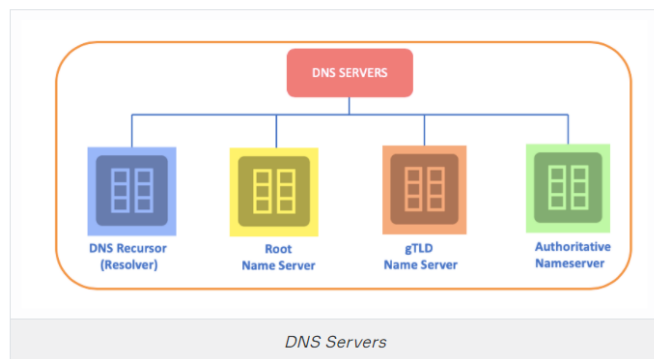 DNS SERVERS
DNS Recursor
(Resolver)
Root
Name Server
gTLD
Name Server
Authoritative
Nameserver
DNS Servers